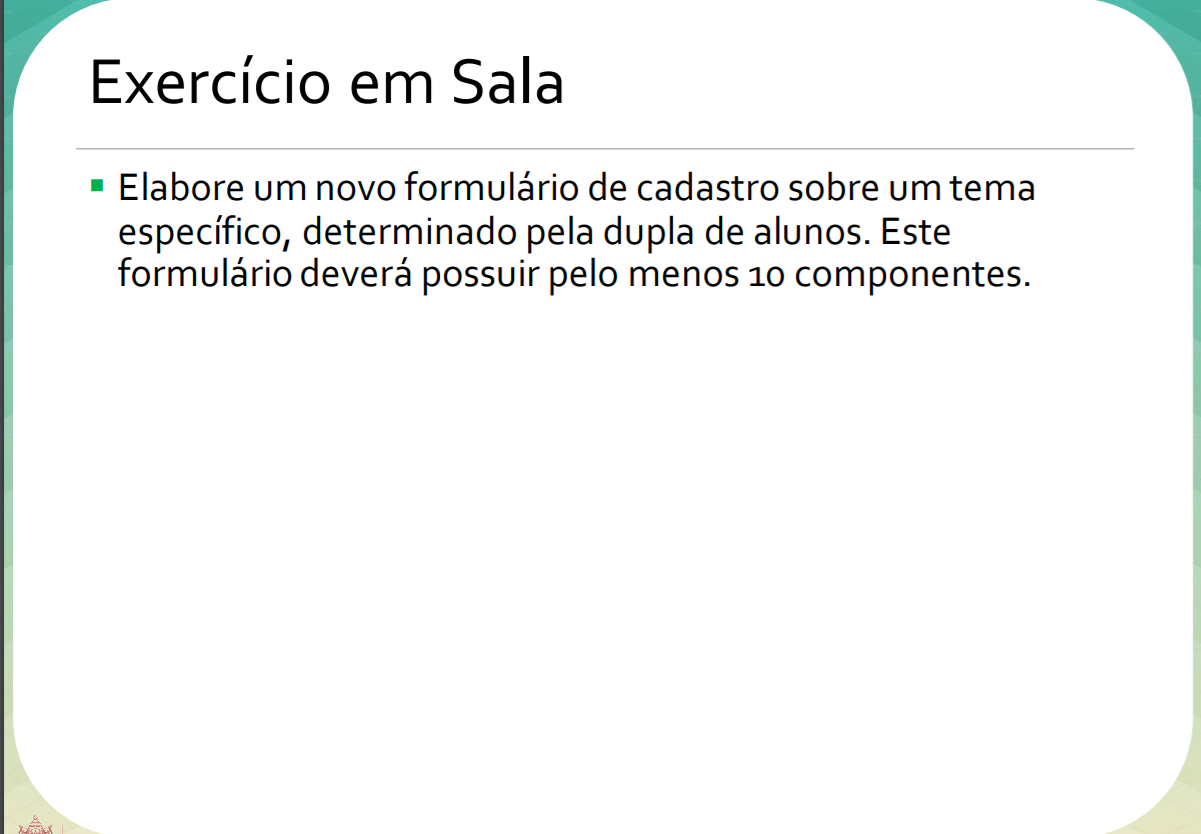 Exercício em Sala
Elabore um novo formulário de cadastro sobre um tema
específico, determinado pela dupla de alunos. Este
formulário deverá possuir pelo menos 10 componentes.